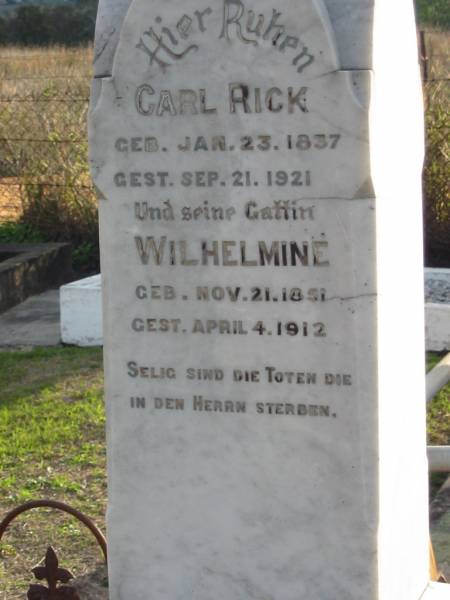 Hier Ruhen
CARL RICK
GEB. JAN. 23. 1837
GEST. SEP. 21. 1921
Und seine Gattin
WILHELMINE
GEB. NOV. 21. 1851
GEST. APRIL 4. 1912
SELIG SIND DIE TOTEN DIE
IN DEN HERRN STERBEN.